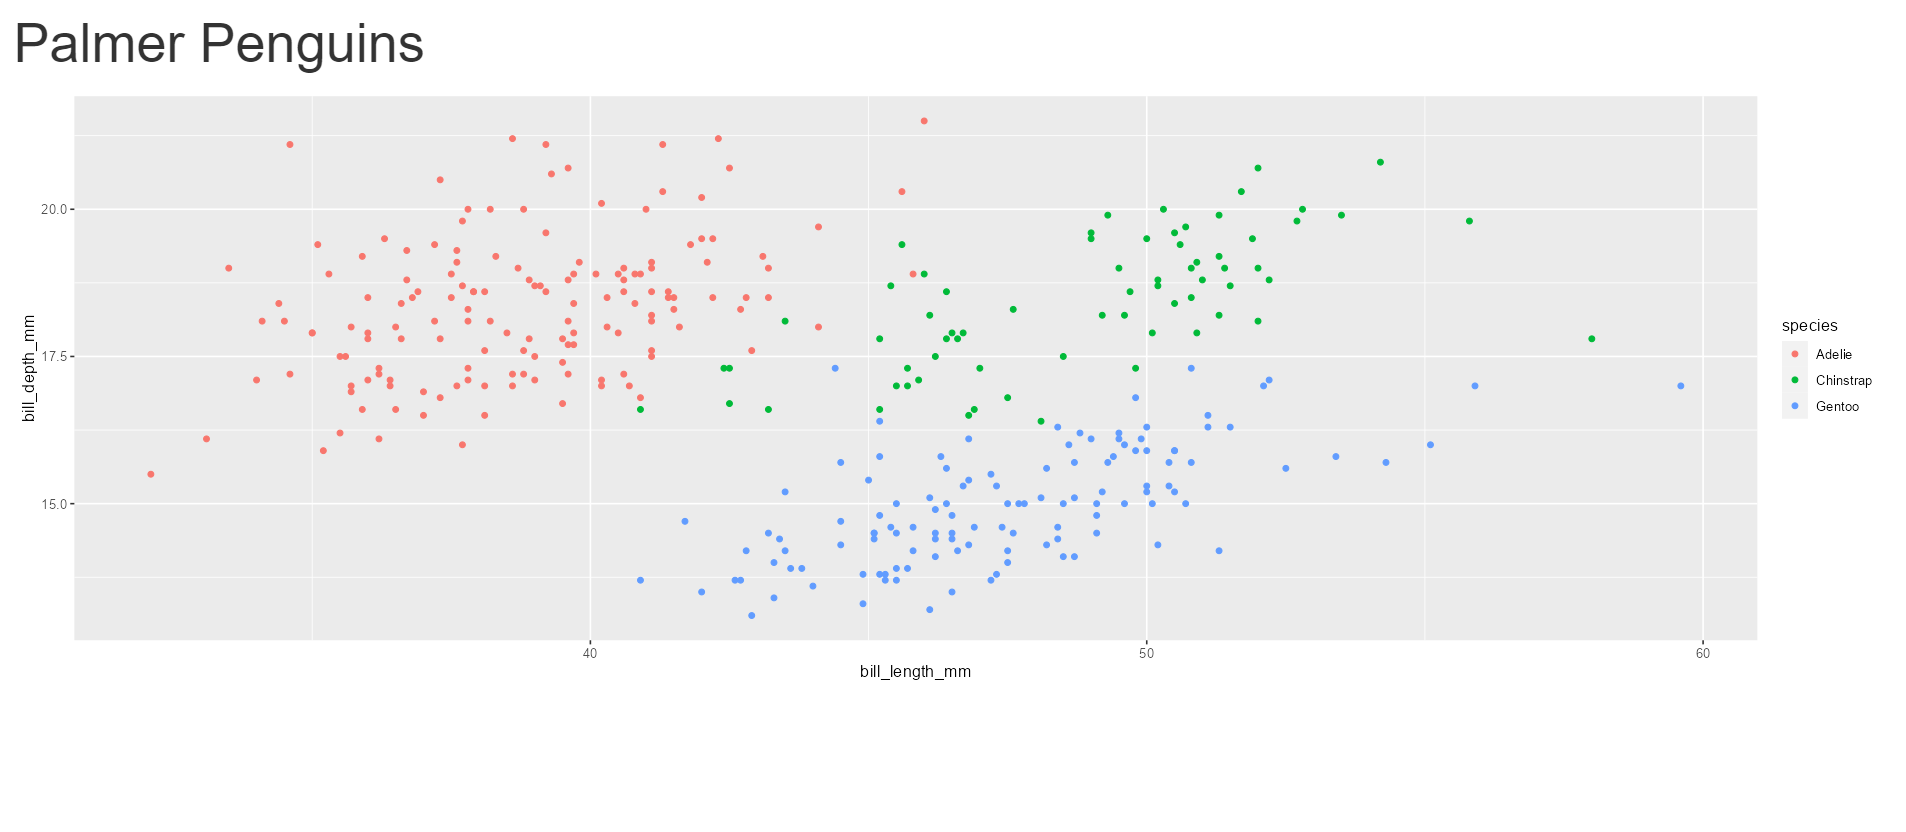 Palmer Penguins
20.0
17.5
15.0
bill_depth_mm
40
50
60
bill_length_mm
species
Adelie
Chinstrap
Gentoo